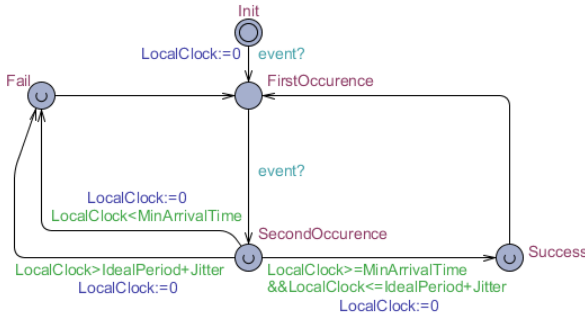 Init
LocalClock:=0
event?
Fail
FirstOccurence
event?
LocalClock:=0
LocalClock<MinArrivalTime
SecondOccurence
Success
LocalClock>IdealPeriod+Jitter
LocalClock:=0
LocalClock>=MinArrivalTime
&&LocalClock<=IdealPeriod+Jitter
LocalClock:=0